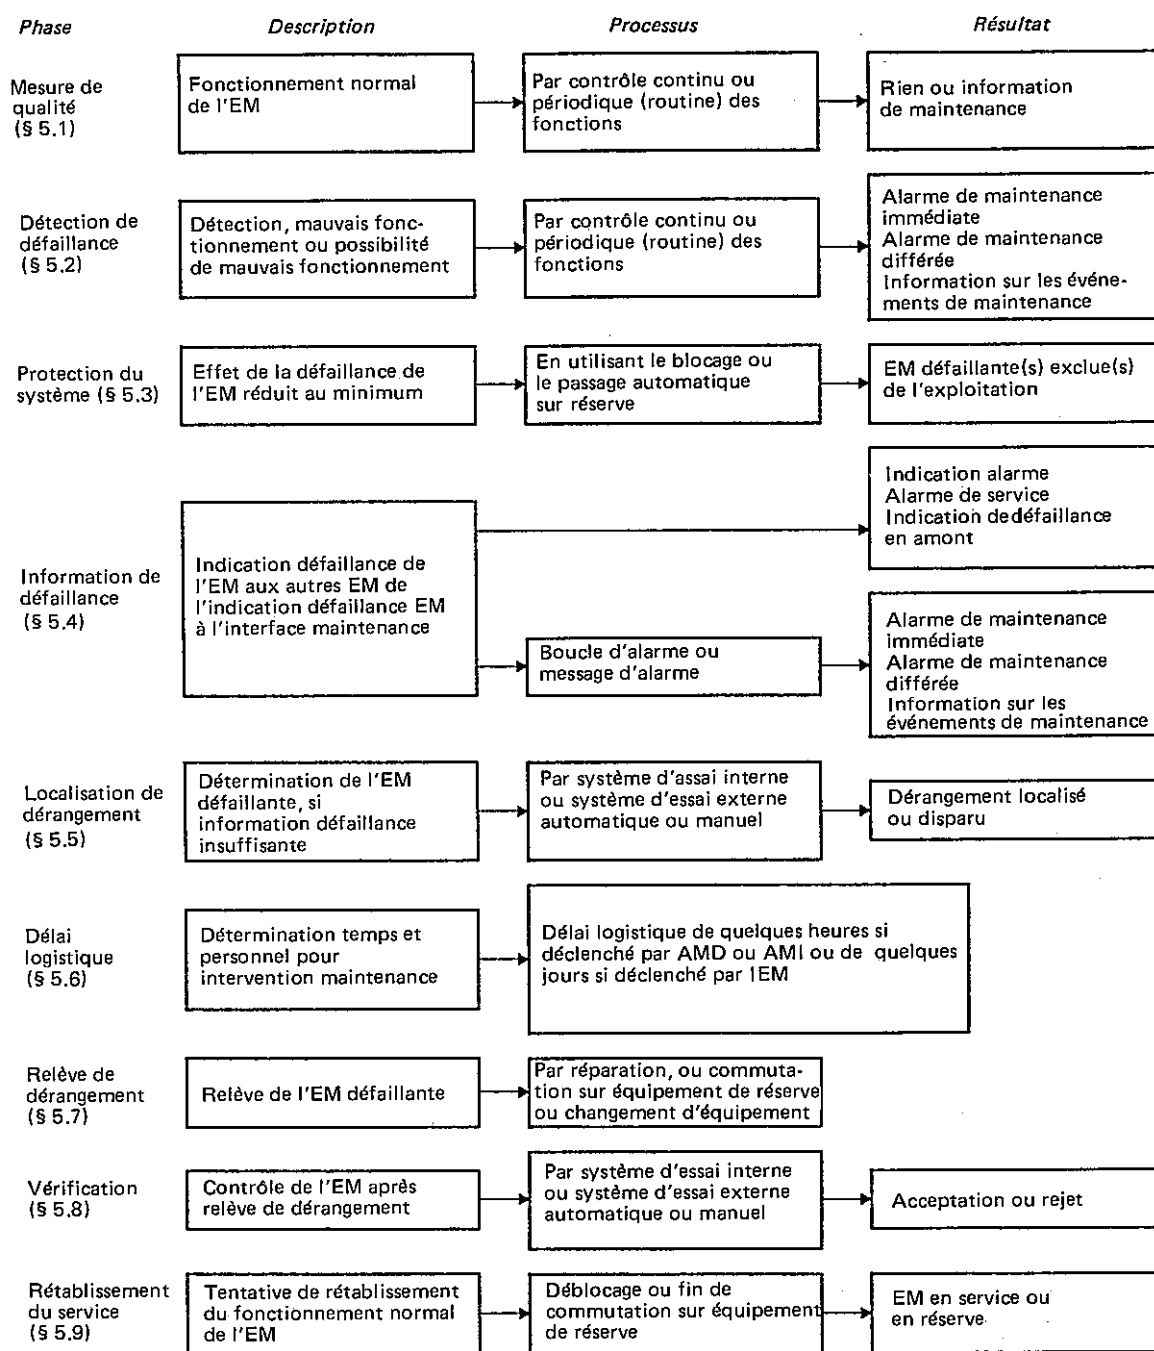 Phase Description Processus Résultat
Mesure de
qualité
(§ 5.1)
Fonctionnement normal
de l'EM
Par contrôle continu ou
périodique (routine) des
fonctions
Rien ou information
de maintenance
Détection de
défaillance
(§ 5.2)
Détection, mauvais fonc-
tionnement ou possibilité
de mauvais fonctionnement
Par contrôle continu ou
périodique (routine) des
fonctions
Alarme de maintenance
immédiate
Alarme de maintenance
différée
Information sur les événe-
ments de maintenance
Protection du
système (§ 5.3)
Effet de la défaillance de
l'EM réduit au minimum
En utilisant le blocage ou
le passage automatique
sur réserve
EM défaillante(s) exclue(s)
de l'exploitation
Information de
défaillance
(§ 5.4)
Indication défaillance de
l'EM aux autres EM de
l'indication défaillance EM
à l'interface maintenance
Indication alarme
Alarme de service
Indication dedéfaillance
en amont
Boucle d'alarme ou
message d'alarme
Alarme de maintenance
immédiate
Alarme de maintenance
différée
Information sur les
événements de maintenance
Localisation de
dérangement
(§ 5.5)
Détermination de l'EM
défaillante, si
information défaillance
insuffisante
Par système d'assai interne
ou système d'essai externe
automatique ou manuel
Dérangement localisé
ou disparu
Délai
logistique
(§ 5.6)
Détermination temps et
personnel pour
intervention maintenance
Délai logistique de quelques heures si
déclenché par AMD ou AMI ou de quelques
jours si déclenché par IEM
Relève de
dérangement
(§ 5.7)
Relève de l'EM défaillante
Par réparation, ou commuta-
tion sur équipement de réserve
ou changement d'équipement
Vérification
(§ 5.8)
Contrôle de l'EM après
relève de dérangement
Par système d'essai interne
ou système d'essai externe
automatique ou manuel
Acceptation ou rejet
Rétablissement
du service
(§ 5.9)
Tentative de rétablissement
du fonctionnement normal
de l'EM
Déblocage ou fin de
commutation sur équipement
de réserve
EM en service ou
en réserve